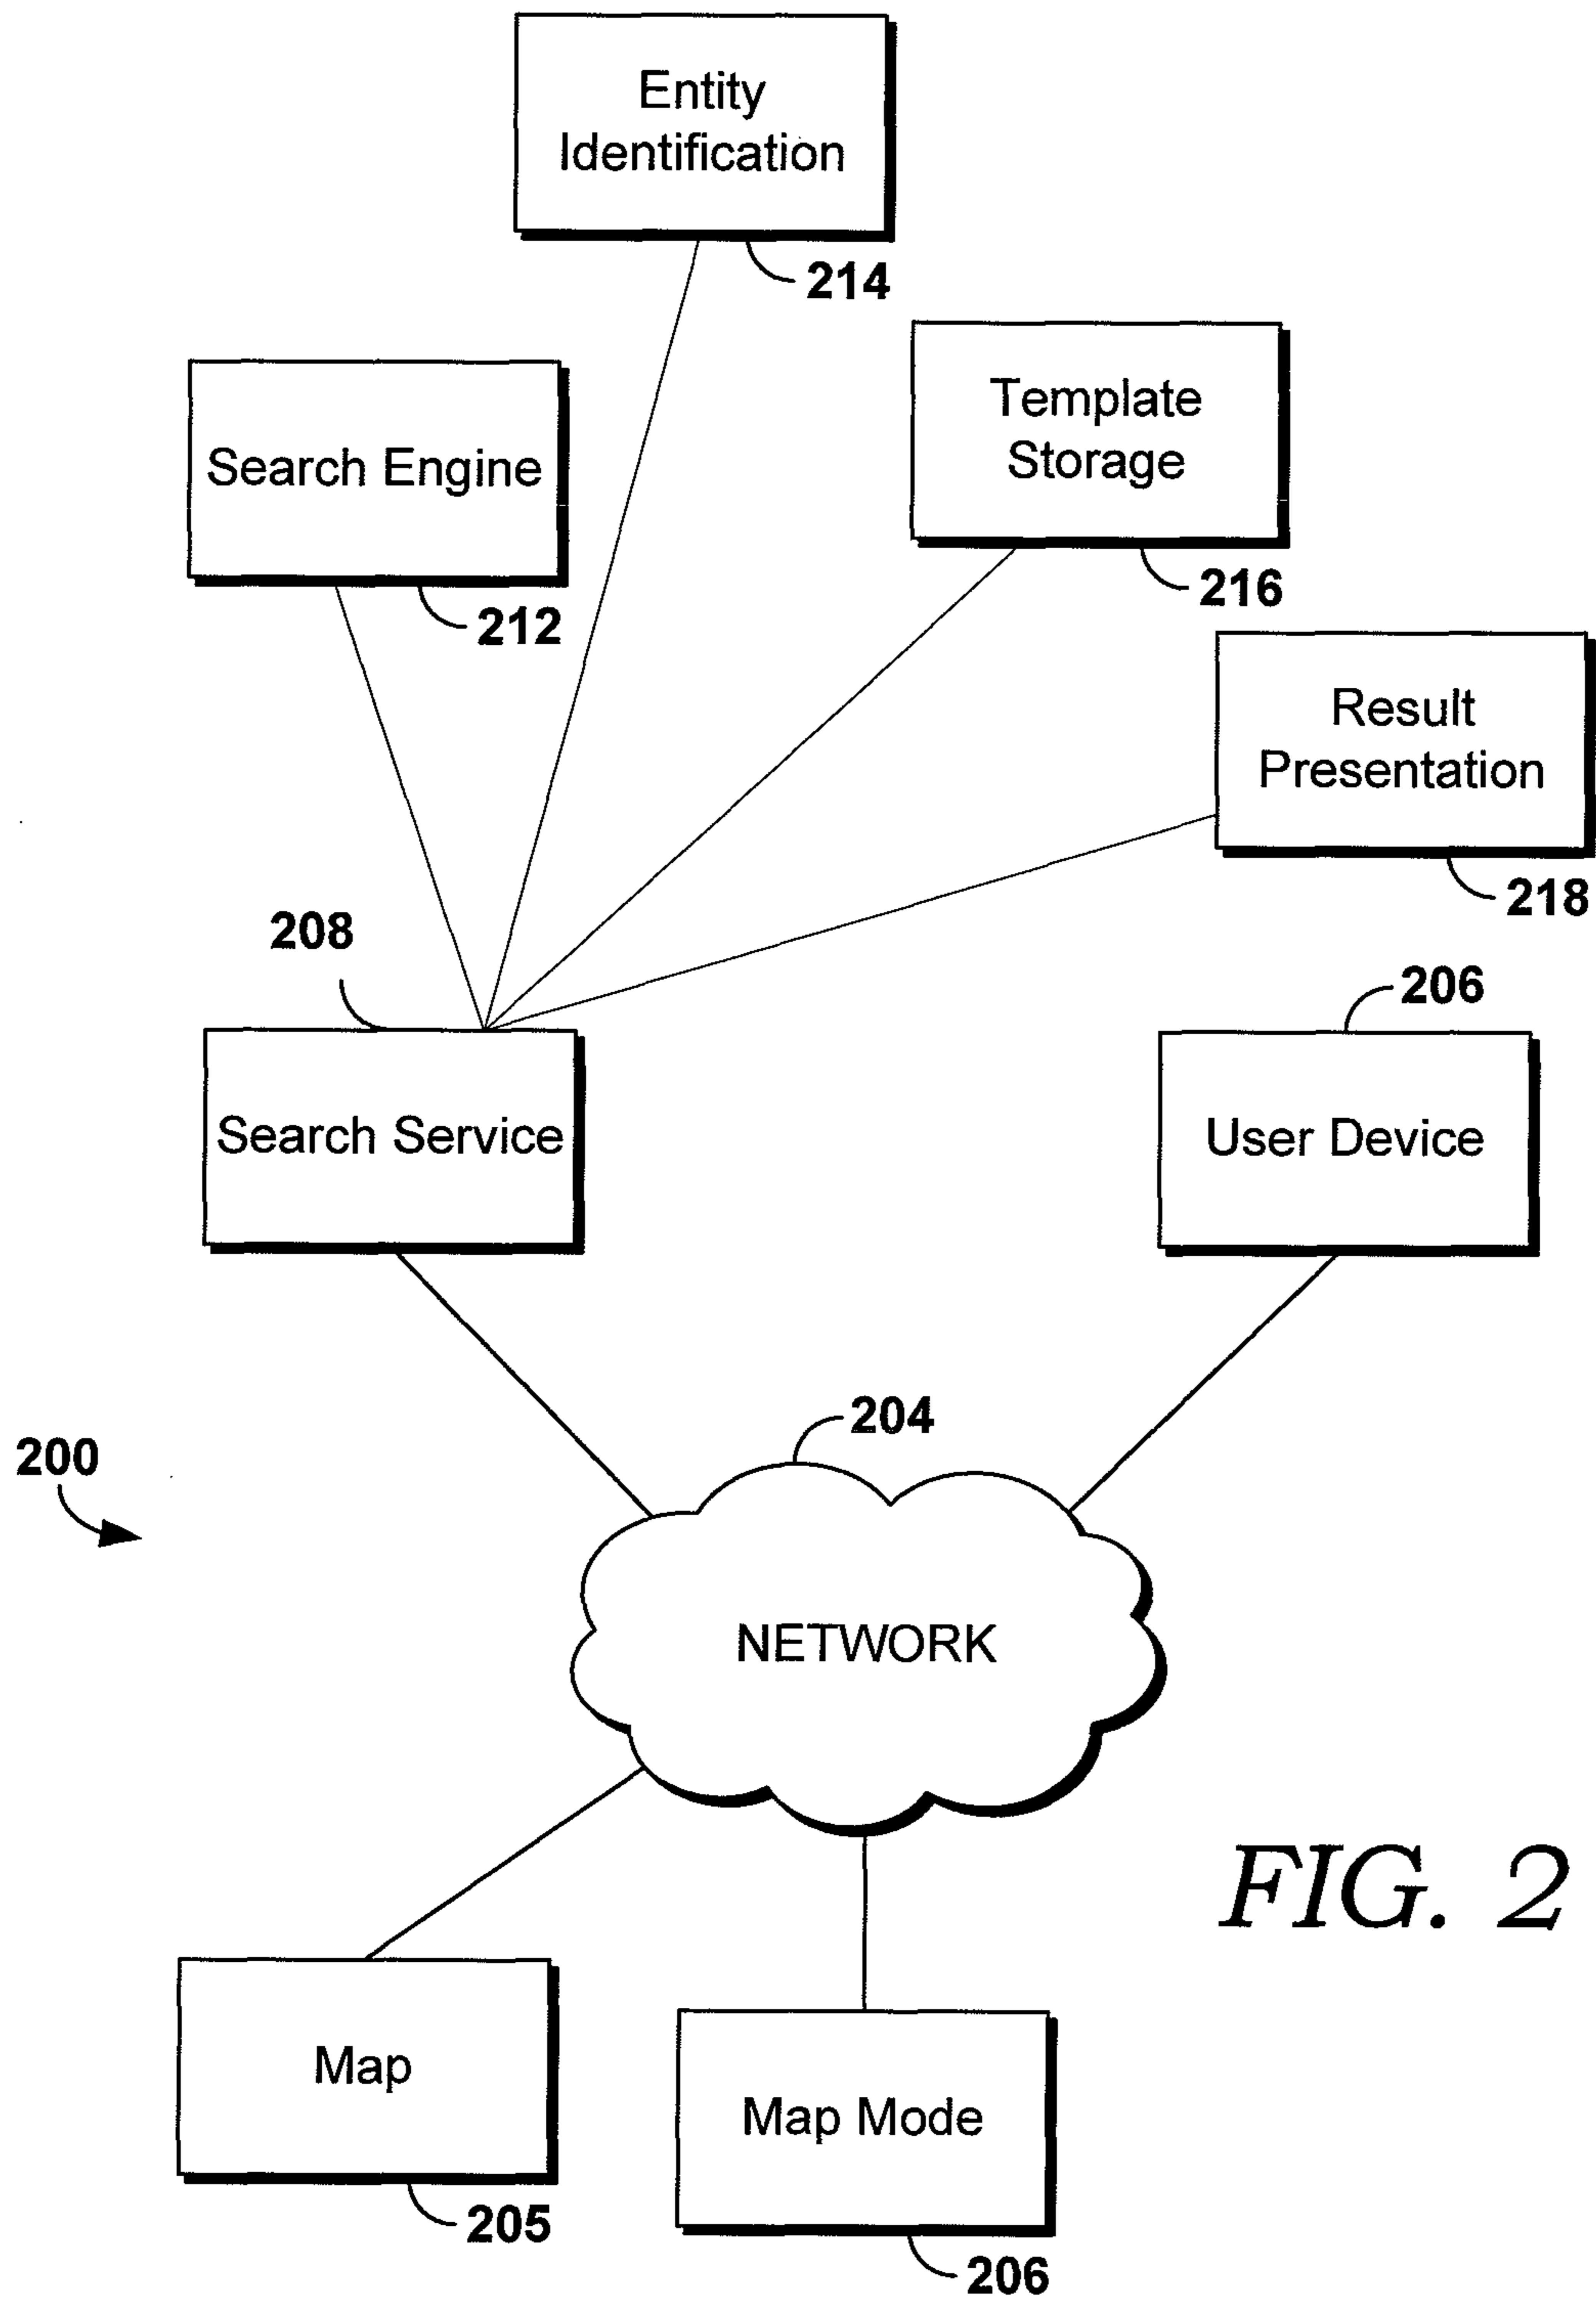 Entity
Identification
214
Template
Storage
216
Search Engine
212
Result
Presentation
218
208
Search Service
206
User Device
204
200
NETWORK
FIG. 2
Map
205
Map Mode
206